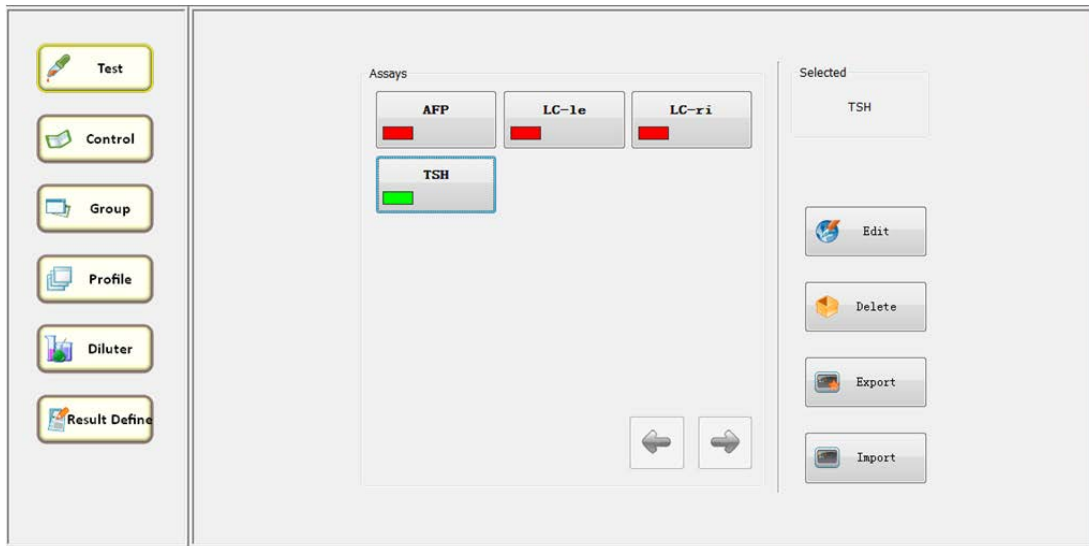 Test
Control
Group
Profile
Diluter
Result Define
Assays
AFP
LC-le
LC-ri
TSH
Selected
TSH
Edit
Delete
Export
Import